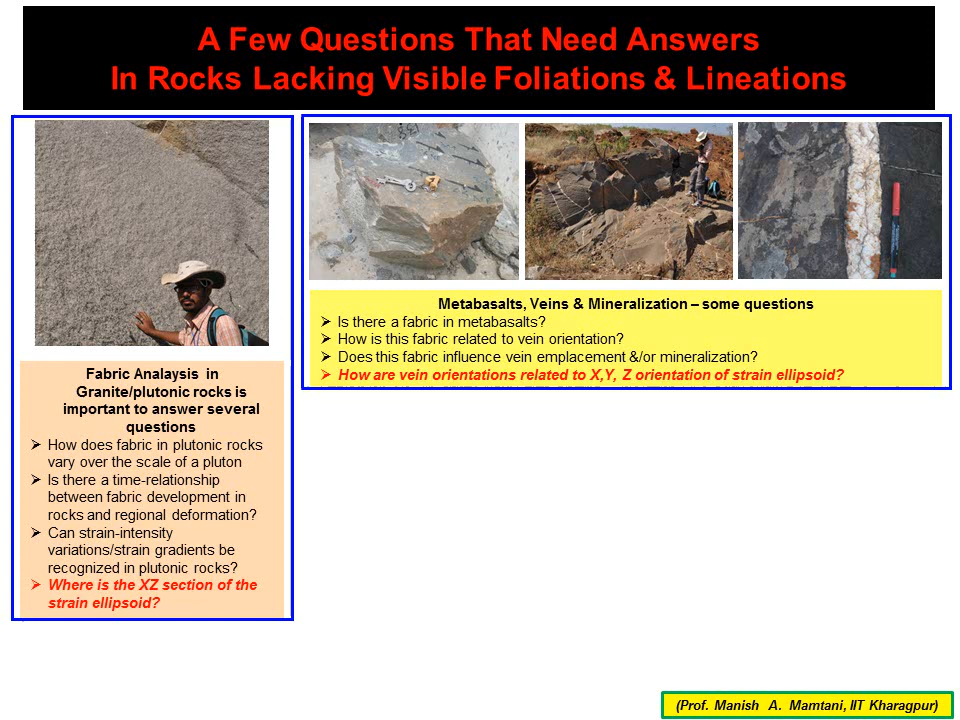 A Few Questions That Need Answers
In Rocks Lacking Visible Foliations & Lineations
Fabric Analaysis in
Granite/plutonic rocks is
important to answer several
questions
➢ How does fabric in plutonic rocks
vary over the scale of a pluton
➢ Is there a time-relationship
between fabric development in
rocks and regional deformation?
➢ Can strain-intensity
variations/strain gradients be
recognized in plutonic rocks?
➢ Where is the XZ section of the
strain ellipsoid?
Metabasalts, Veins & Mineralization – some questions
➢ Is there a fabric in metabasalts?
➢ How is this fabric related to vein orientation?
➢ Does this fabric influence vein emplacement &/or mineralization?
➢ How are vein orientations related to X,Y, Z orientation of strain ellipsoid?
(Prof. Manish A. Mamtani, IIT Kharagpur)